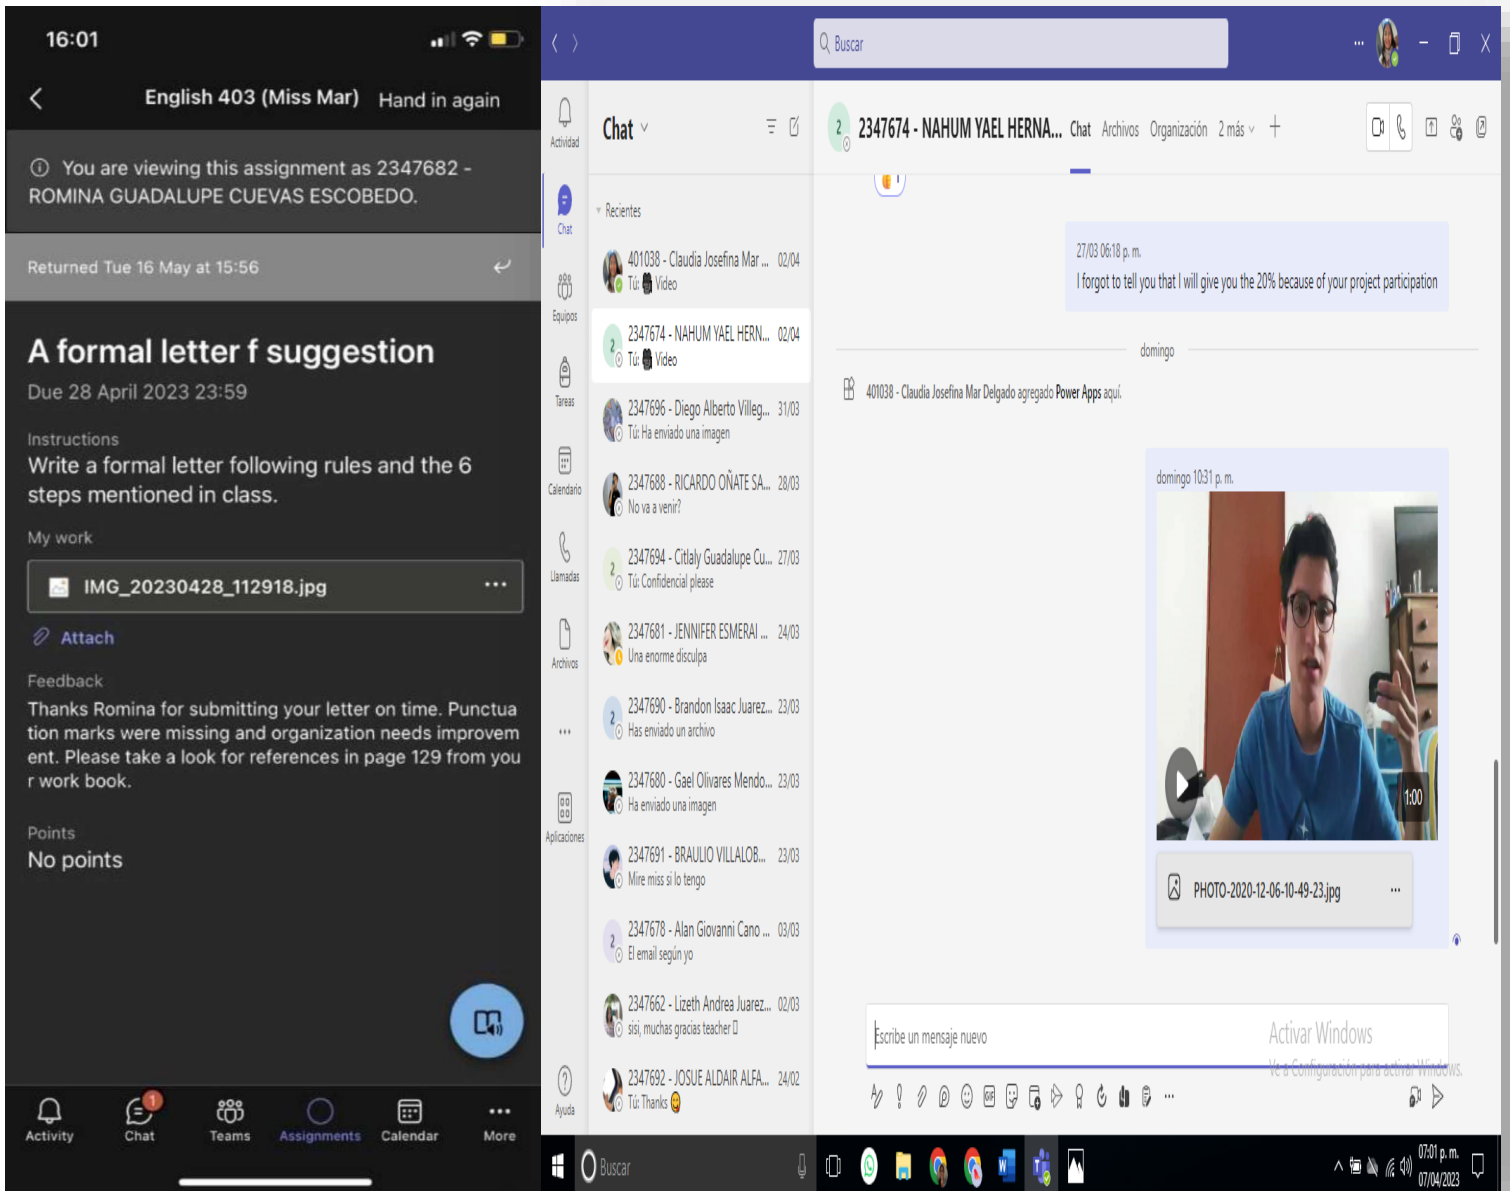 16:01
English 403 (Miss Mar)
Hand in again
You are viewing this assignment as 2347682 -
ROMINA GUADALUPE CUEVAS ESCOBEDO.
Returned Tue 16 May at 15:56
A formal letter f suggestion
Due 28 April 2023 23:59
Instructions
Write a formal letter following rules and the 6
steps mentioned in class.
My work
IMG_20230428_112918.jpg
Attach
Feedback
Thanks Romina for submitting your letter on time. Punctua
tion marks were missing and organization needs improvem
ent. Please take a look for references in page 129 from you
r work book.
Points
No points
Activity
Chat
1
Teams
Assignments
Calendar
More
Buscar
Actividad
Chat
Equipos
Tareas
Calendario
Llamadas
Archivos
Aplicaciones
Ayuda
Chat
Recientes
401038 - Claudia Josefina Mar ... 02/04
Tú: Video
2347674 - NAHUM YAEL HERN... 02/04
Tú: Video
2347696 - Diego Alberto Villeg... 31/03
Tú: Ha enviado una imagen
2347688 - RICARDO OÑATE SA... 28/03
No va a venir?
2347694 - Citlaly Guadalupe Cu... 27/03
Tú: Confidencial please
2347681 - JENNIFER ESMERAI ... 24/03
Una enorme disculpa
2347690 - Brandon Isaac Juarez... 23/03
Has enviado un archivo
2347680 - Gael Olivares Mendo... 23/03
Ha enviado una imagen
2347691 - BRAULIO VILLALOB... 23/03
Mire miss si lo tengo
2347678 - Alan Giovanni Cano ... 03/03
El email según yo
2347662 - Lizeth Andrea Juarez... 02/03
sisi, muchas gracias teacher
2347692 - JOSUE ALDAIR ALFA... 24/02
Tú: Thanks
2 2347674 - NAHUM YAEL HERNA... Chat Archivos Organización 2 más
1
27/03 06:18 p. m.
I forgot to tell you that I will give you the 20% because of your project participation
domingo
401038 - Claudia Josefina Mar Delgado agregado Power Apps aquí.
domingo 10:31 p. m.
1:00
PHOTO-2020-12-06-10-49-23.jpg
Escribe un mensaje nuevo
Activar Windows
Ve a Configuración para activar Windows.
GIF
Buscar
07:01 p. m.
07/04/2023